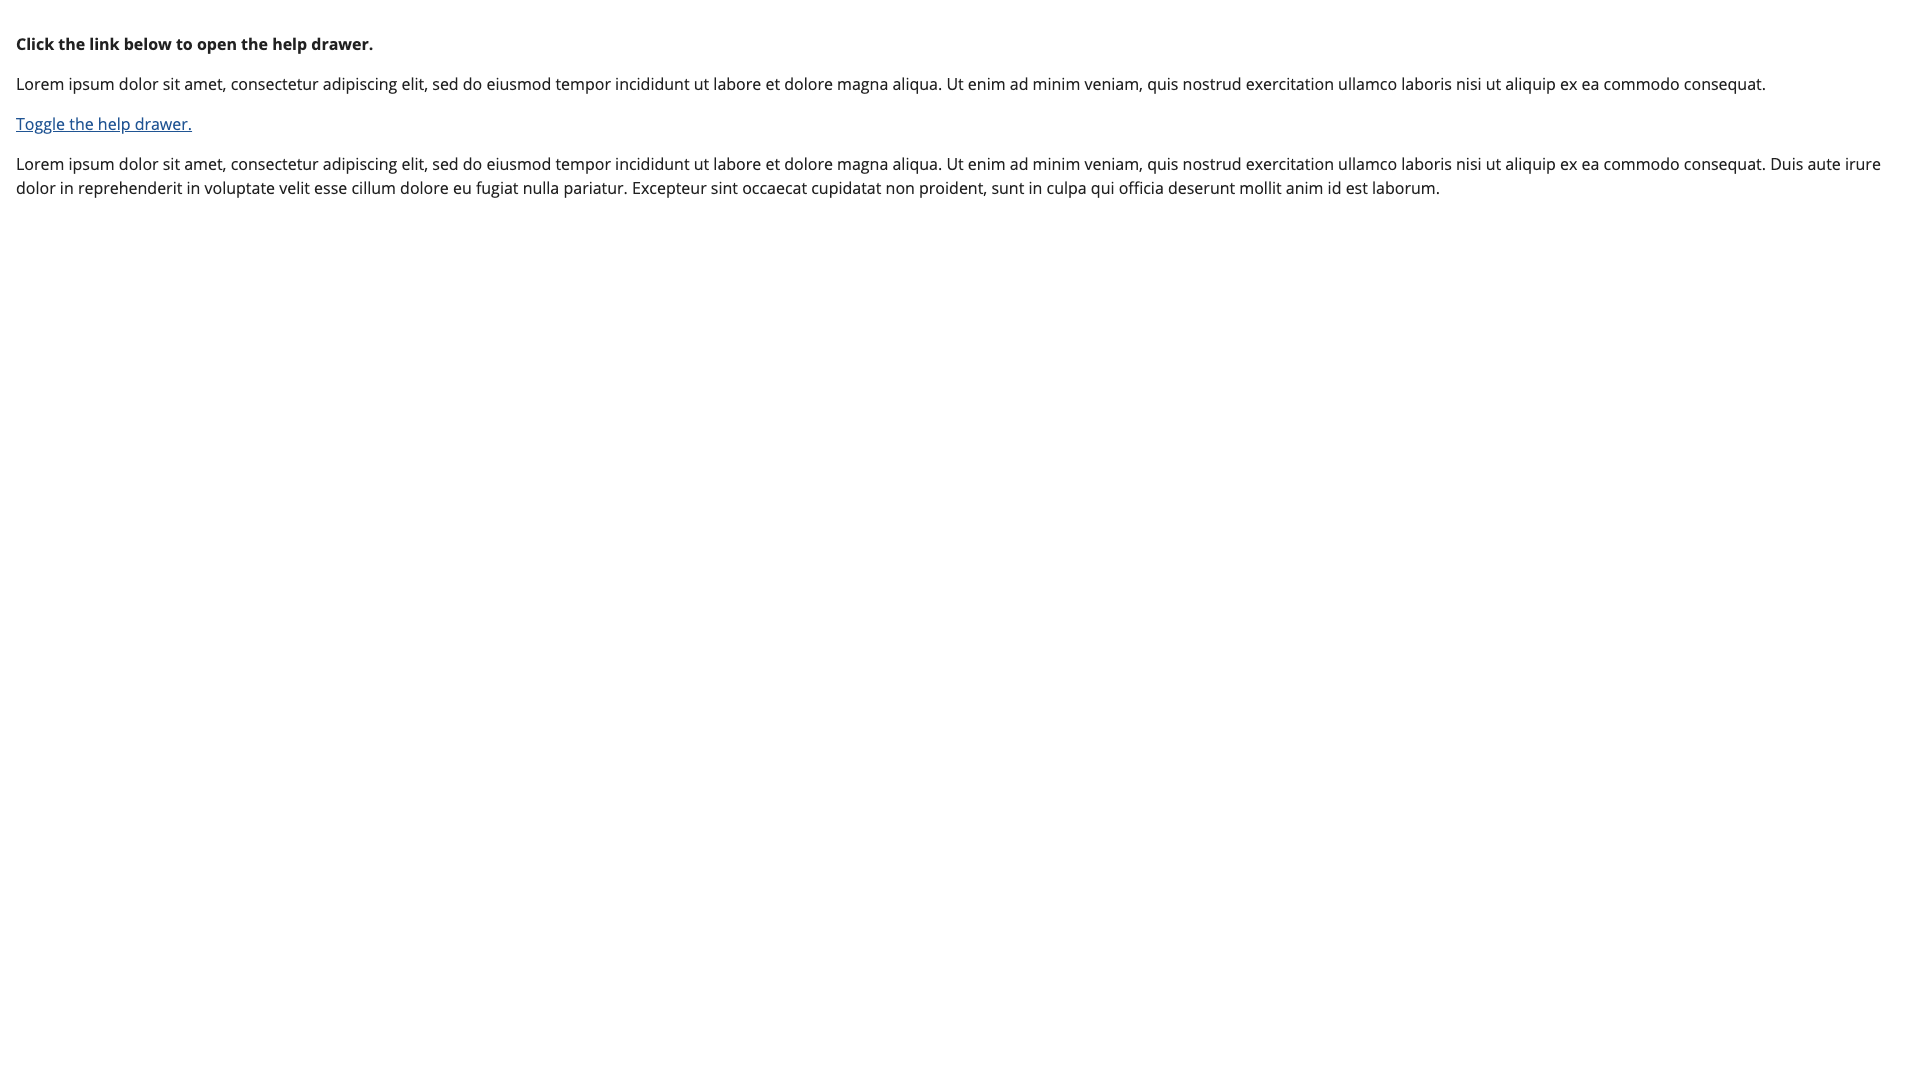 Click the link below to open the help drawer.
Lorem ipsum dolor sit amet, consectetur adipiscing elit, sed do eiusmod tempor incididunt ut labore et dolore magna aliqua. Ut enim ad minim veniam, quis nostrud exercitation ullamco laboris nisi ut aliquip ex ea commodo consequat.
Toggle the help drawer.
Lorem ipsum dolor sit amet, consectetur adipiscing elit, sed do eiusmod tempor incididunt ut labore et dolore magna aliqua. Ut enim ad minim veniam, quis nostrud exercitation ullamco laboris nisi ut aliquip ex ea commodo consequat. Duis aute irure
dolor in reprehenderit in voluptate velit esse cillum dolore eu fugiat nulla pariatur. Excepteur sint occaecat cupidatat non proident, sunt in culpa qui officia deserunt mollit anim id est laborum.